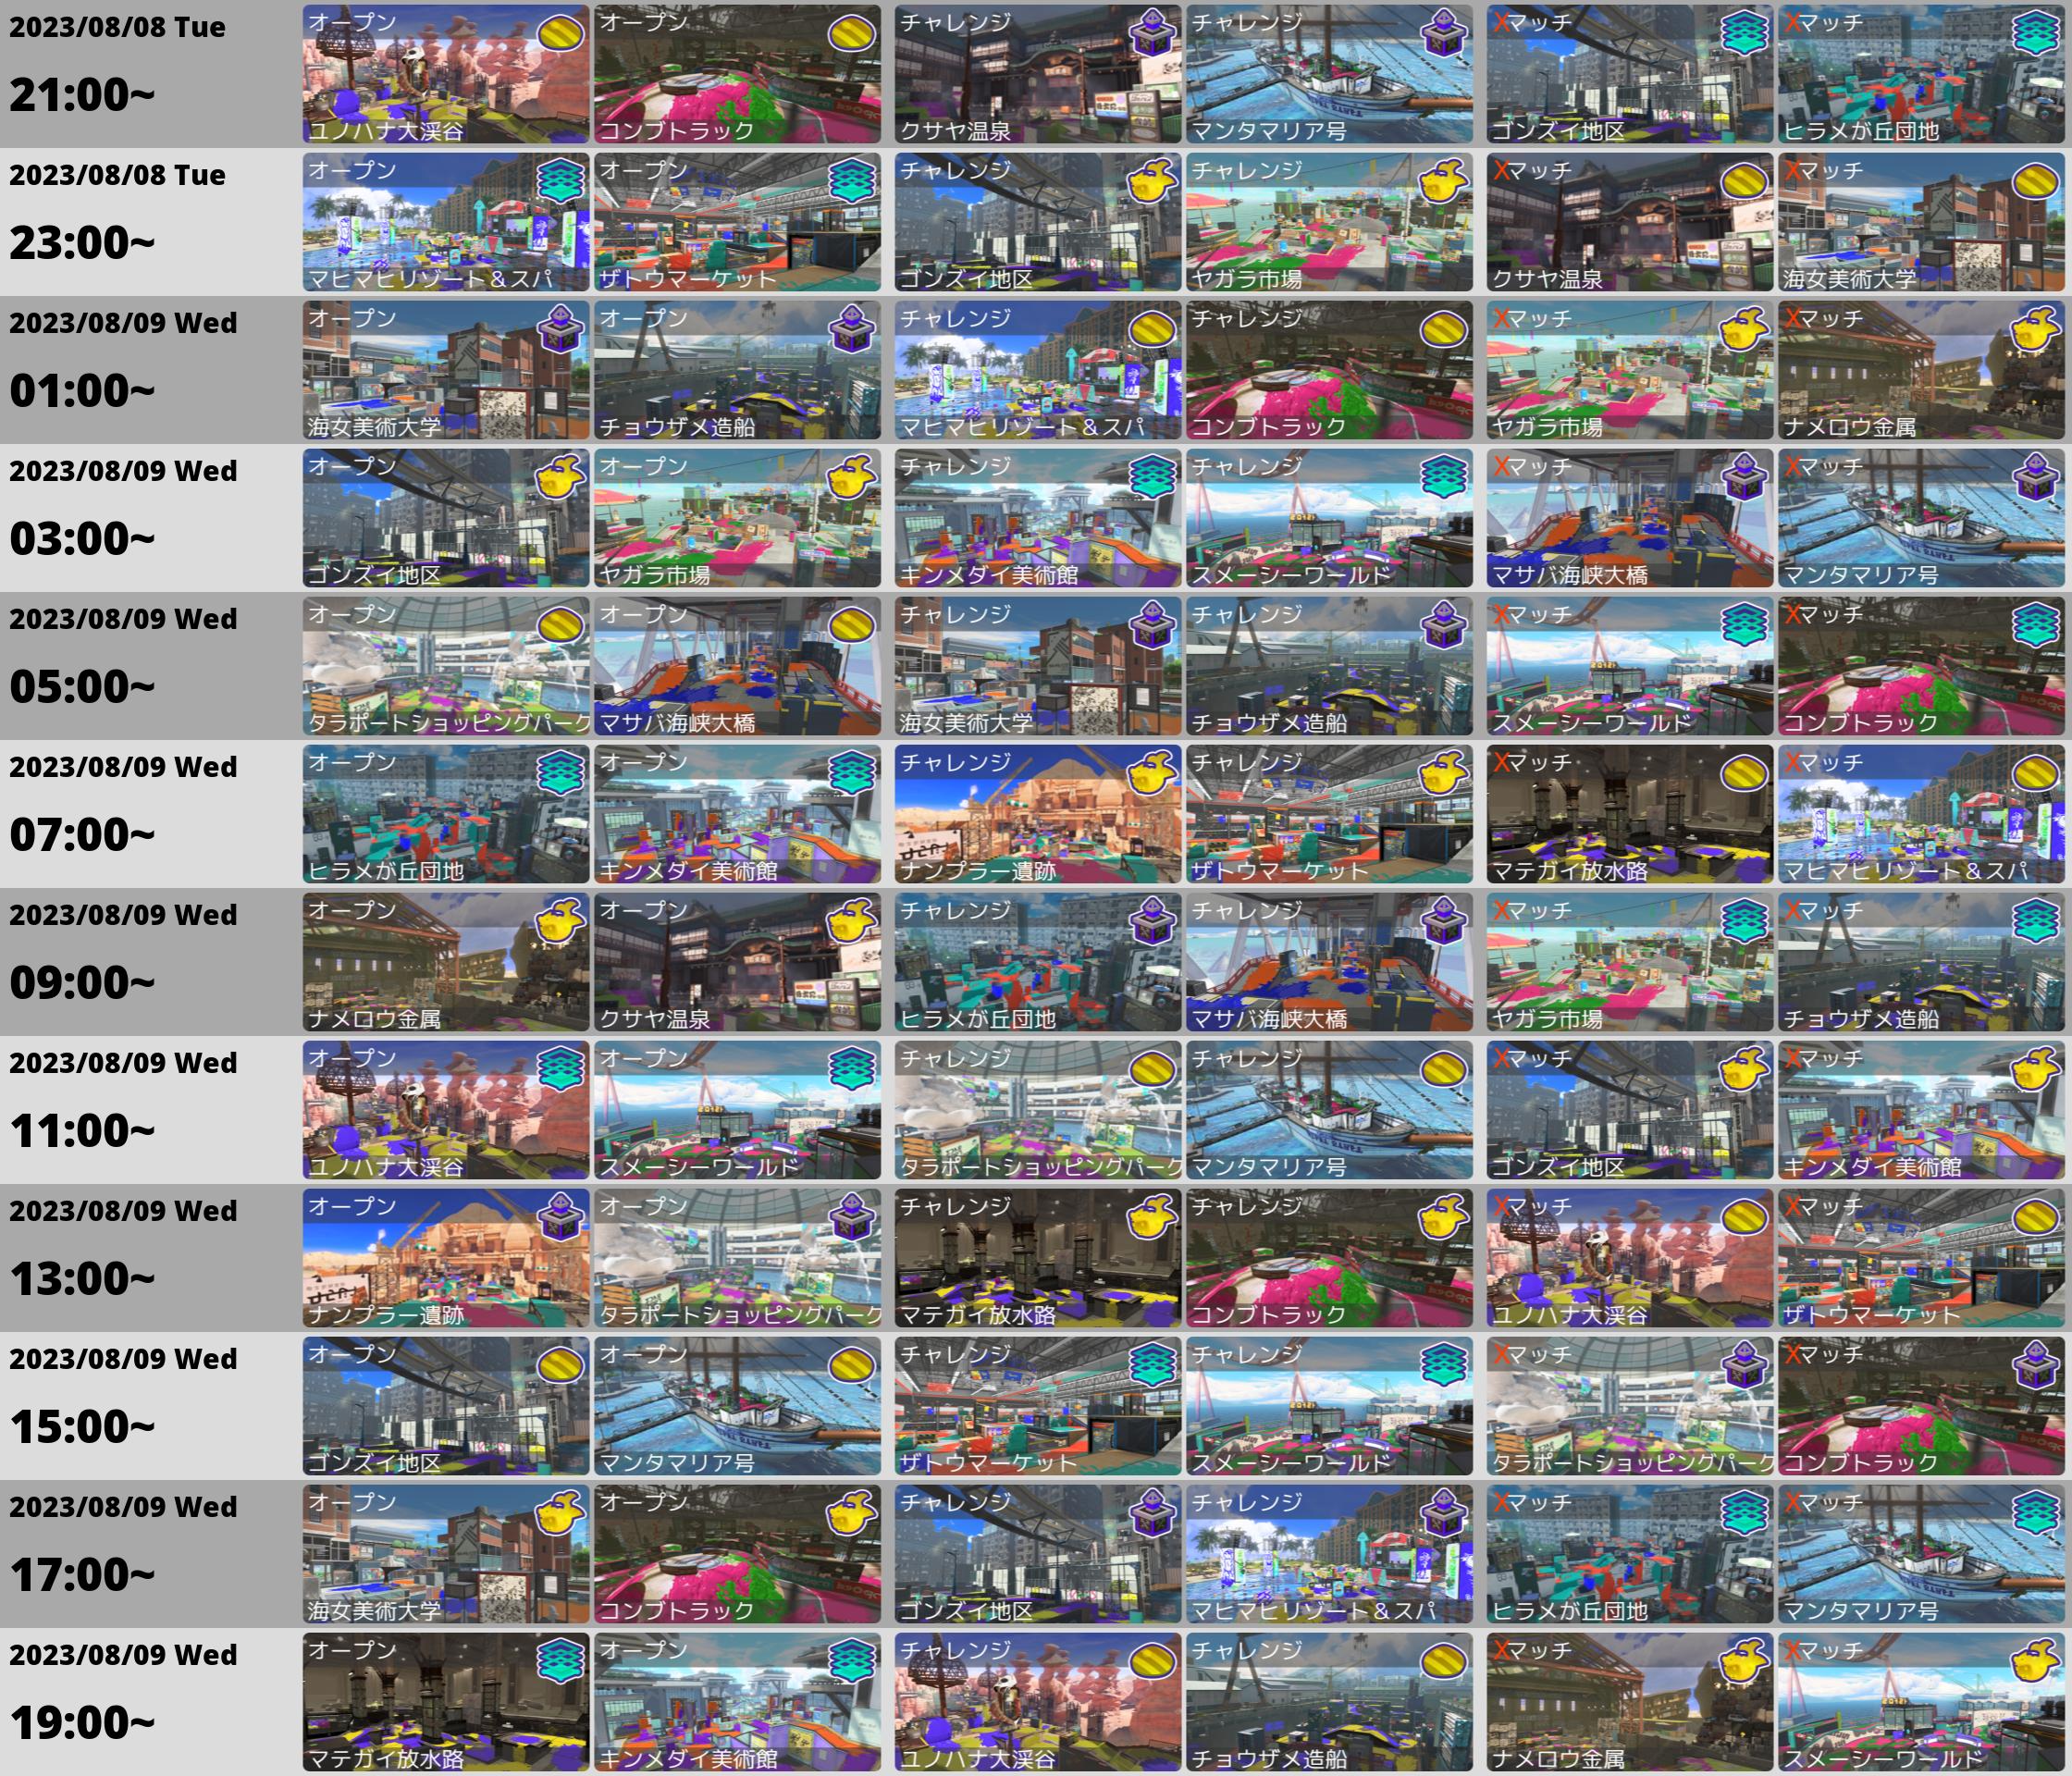 2023/08/08 Tue
21:00~
オープン オープン チャレンジ チャレンジ Xマッチ Xマッチ
ユノハナ大渓谷 コンブトラック クサヤ温泉 マンタマリア号 ゴンズイ地区 ヒラメが丘団地
2023/08/08 Tue
23:00~
オープン オープン チャレンジ チャレンジ Xマッチ Xマッチ
マヒマヒリゾート＆スパ ザトウマーケット ゴンズイ地区 ヤガラ市場 クサヤ温泉 海女美術大学
2023/08/09 Wed
01:00~
オープン オープン チャレンジ チャレンジ Xマッチ Xマッチ
海女美術大学 チョウザメ造船 マヒマヒリゾート＆スパ コンブトラック ヤガラ市場 ナメロウ金属
2023/08/09 Wed
03:00~
オープン オープン チャレンジ チャレンジ Xマッチ Xマッチ
ゴンズイ地区 ヤガラ市場 キンメダイ美術館 スメーシーワールド マサバ海峡大橋 マンタマリア号
2023/08/09 Wed
05:00~
オープン オープン チャレンジ チャレンジ Xマッチ Xマッチ
タラポートショッピングパーク マサバ海峡大橋 海女美術大学 チョウザメ造船 スメーシーワールド コンブトラック
2023/08/09 Wed
07:00~
オープン オープン チャレンジ チャレンジ Xマッチ Xマッチ
ヒラメが丘団地 キンメダイ美術館 ナンプラー遺跡 ザトウマーケット マテガイ放水路 マヒマヒリゾート＆スパ
2023/08/09 Wed
09:00~
オープン オープン チャレンジ チャレンジ Xマッチ Xマッチ
ナメロウ金属 クサヤ温泉 ヒラメが丘団地 マサバ海峡大橋 ヤガラ市場 チョウザメ造船
2023/08/09 Wed
11:00~
オープン オープン チャレンジ チャレンジ Xマッチ Xマッチ
ユノハナ大渓谷 スメーシーワールド タラポートショッピングパーク マンタマリア号 ゴンズイ地区 キンメダイ美術館
2023/08/09 Wed
13:00~
オープン オープン チャレンジ チャレンジ Xマッチ Xマッチ
ナンプラー遺跡 タラポートショッピングパーク マテガイ放水路 コンブトラック ユノハナ大渓谷 ザトウマーケット
2023/08/09 Wed
15:00~
オープン オープン チャレンジ チャレンジ Xマッチ Xマッチ
ゴンズイ地区 マンタマリア号 ザトウマーケット スメーシーワールド タラポートショッピングパーク コンブトラック
2023/08/09 Wed
17:00~
オープン オープン チャレンジ チャレンジ Xマッチ Xマッチ
海女美術大学 コンブトラック ゴンズイ地区 マヒマヒリゾート＆スパ ヒラメが丘団地 マンタマリア号
2023/08/09 Wed
19:00~
オープン オープン チャレンジ チャレンジ Xマッチ Xマッチ
マテガイ放水路 キンメダイ美術館 ユノハナ大渓谷 チョウザメ造船 ナメロウ金属 スメーシーワールド